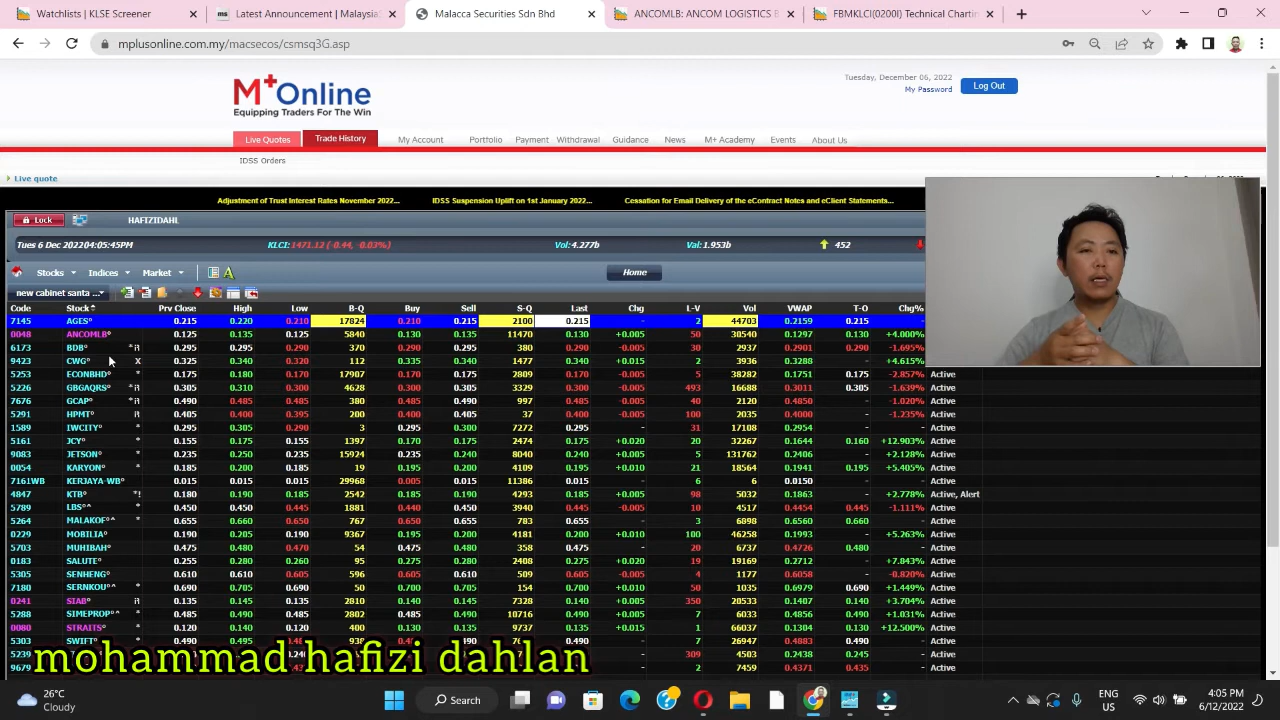 Watchlist | KLSE Screener
Tetapan Hafizi
Malacca Securities Sdn Bhd
ANCOMLB: ANCOM LOGISTICS B
FBMKLCI(0200I) Technical Chartin
mplusonline.com.my/macsecos/csmsq3G.asp
M+Online
Equipping Traders For The Win
Tuesday, December 06, 2022
My Password
Log Out
Live Quotes Trade History My Account Portfolio Payment Withdrawal Guidance News M+ Academy Events About Us
IDSS Orders
Live quote
Adjustment of Trust Interest Rates November 2022... IDSS Suspension Uplift on 1st January 2022... Cessation for Email Delivery of the eContract Notes and eClient Statements...
Lock HAFIZIDAHL
Tues 6 Dec 2022 04:05:45PM KLCI: 1471.12 (-0.44, -0.03%) Vol:4.277b Val:1.953b 452
Stocks Indices Market A Home
new cabinet santa ...
Code Stock Prv Close High Low B-Q Buy Sell S-Q Last Chg L-V Vol VWAP T-O Chg%
7145 AGES° 0.215 0.220 0.210 17824 0.210 0.215 2100 0.215 - 2 44703 0.2159 0.215 -
0048 ANCOMLB° 0.125 0.135 0.125 5840 0.130 0.135 11470 0.130 +0.005 50 30540 0.1297 0.130 +4.000%
6173 BDB° 0.295 0.295 0.290 370 0.290 0.295 380 0.290 -0.005 30 2937 0.2901 0.290 -1.695%
9423 CWG° X 0.325 0.340 0.320 112 0.335 0.340 1477 0.340 +0.015 2 3936 0.3288 - +4.615%
5253 ECONBHD° * 0.175 0.180 0.170 17907 0.170 0.175 2809 0.170 -0.005 5 38282 0.1751 0.175 -2.857% Active
5226 GBGAQRS° 0.305 0.310 0.300 4628 0.300 0.305 3329 0.300 -0.005 493 16688 0.3011 0.305 -1.639% Active
7676 GCAP° 0.490 0.485 0.485 380 0.485 0.490 997 0.485 -0.005 40 2120 0.4850 - -1.020% Active
5291 HPMT° 0.405 0.400 0.395 200 0.400 0.405 37 0.400 -0.005 100 2035 0.4000 - -1.235% Active
1589 IWCITY° * 0.295 0.305 0.290 3 0.290 0.295 7272 0.295 - 31 17108 0.2954 - - Active
5161 JCY° * 0.155 0.175 0.155 1397 0.170 0.175 2474 0.175 +0.020 20 32267 0.1644 0.160 +12.903% Active
9083 JETSON° * 0.235 0.250 0.235 15924 0.235 0.240 8040 0.240 +0.005 5 131762 0.2406 - +2.128% Active
0054 KARYON° * 0.185 0.200 0.185 19 0.195 0.200 4109 0.195 +0.010 21 18564 0.1941 0.195 +5.405% Active
7161WB KERJAYA-WB° 0.015 0.015 0.015 29968 0.005 0.015 11386 0.015 - 6 6 0.0150 - - Active
4847 KTB° *! 0.180 0.190 0.185 2542 0.185 0.190 4293 0.185 +0.005 98 5032 0.1863 - +2.778% Active, Alert
5789 LBS°^ 0.450 0.450 0.445 1881 0.440 0.450 3940 0.445 -0.005 10 4517 0.4454 0.445 -1.111% Active
5264 MALAKOF°^ 0.655 0.660 0.650 767 0.650 0.655 783 0.655 - 3 6898 0.6560 0.660 - Active
0229 MOBILIA° 0.190 0.205 0.190 9367 0.195 0.200 4181 0.200 +0.010 100 46258 0.1993 - +5.263% Active
5703 MUHIBAH° 0.475 0.480 0.470 54 0.475 0.480 358 0.475 - 20 6737 0.4726 0.480 - Active
0183 SALUTE° 0.255 0.280 0.260 95 0.275 0.280 2408 0.275 +0.020 19 19169 0.2712 - +7.843% Active
5305 SENHENG° 0.610 0.610 0.605 596 0.605 0.610 509 0.605 -0.005 4 1177 0.6058 - -0.820% Active
7180 SERNKOU°^ * 0.690 0.705 0.690 50 0.700 0.705 154 0.700 +0.010 50 1035 0.6979 - +1.449% Active
0241 SIAB° 0.135 0.145 0.135 2810 0.140 0.145 7328 0.140 +0.005 350 20533 0.1407 0.140 +3.704% Active
5288 SIMEPROP°^ * 0.485 0.490 0.480 2802 0.485 0.490 10716 0.490 +0.005 7 6033 0.4856 0.490 +1.031% Active
0080 STRAITS° * 0.120 0.140 0.120 400 0.130 0.135 9737 0.135 +0.015 1 66037 0.1304 0.130 +12.500% Active
5303 SWIFT° 0.490 0.495 0.490 - 7 26947 0.4883 0.490 - Active
309 4503 0.2438 0.240 - Active
9679 2 7459 0.4371 0.435 - Active
mohammad hafizi dahlan
26°C
Cloudy
Search
ENG
US
4:05 PM
6/12/2022